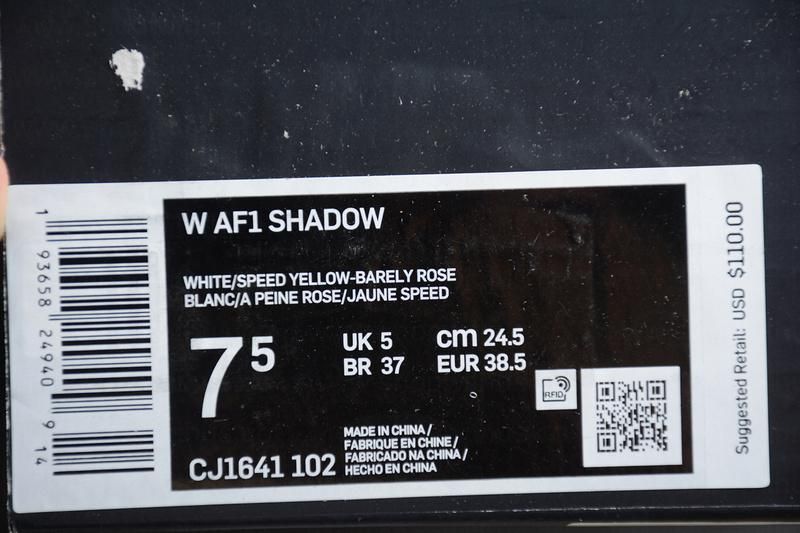 W AF1 SHADOW
WHITE/SPEED YELLOW-BARELY ROSE
BLANC/A PEINE ROSE/JAUNE SPEED
7 5
UK 5
cm 24.5
BR 37
EUR 38.5
RFID
MADE IN CHINA /
FABRIQUE EN CHINE /
FABRICADO NA CHINA /
HECHO EN CHINA
CJ1641 102
1 93658 24940 9 14
Suggested Retail: USD $110.00